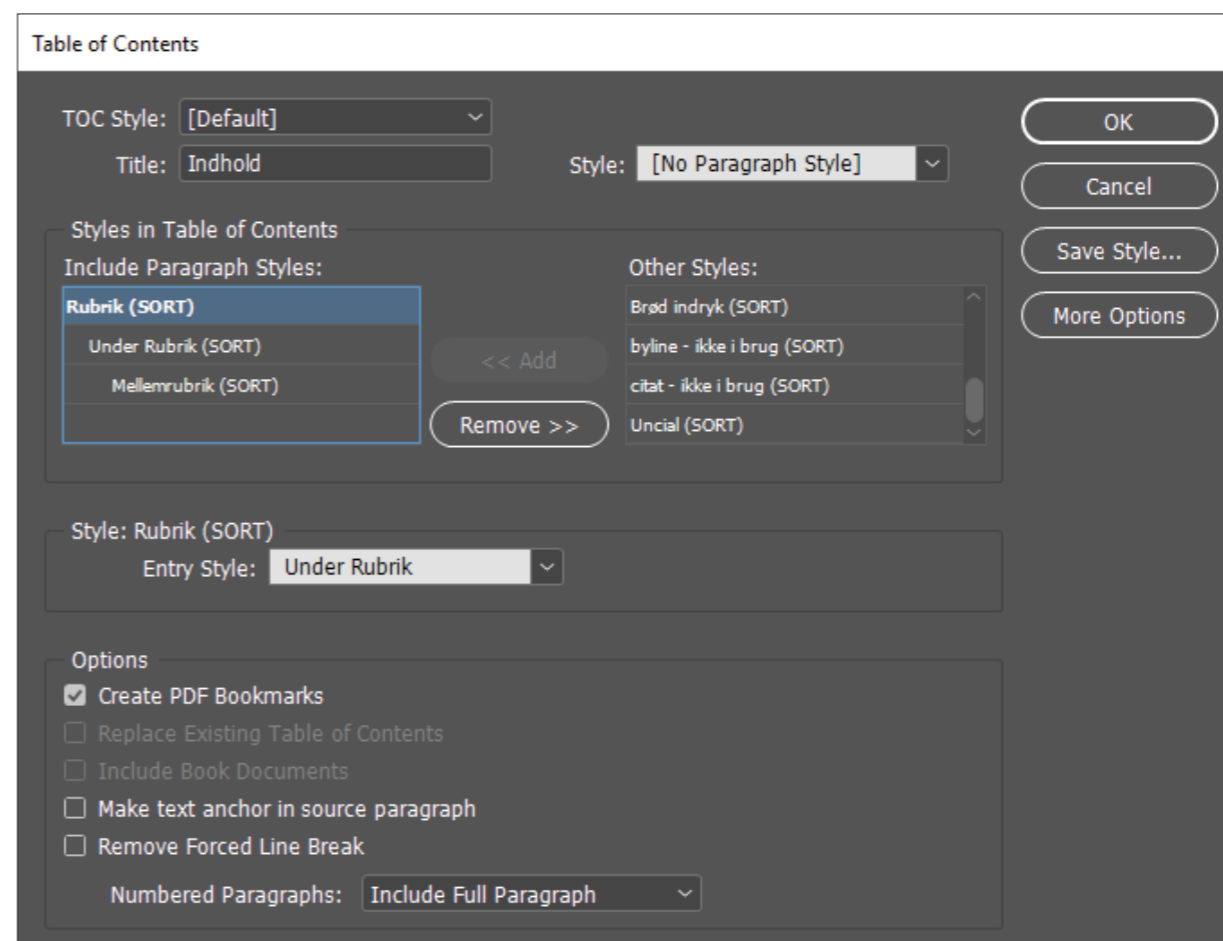 Table of Contents
TOC Style: [Default]
OK
Title: Indhold
Style: [No Paragraph Style]
Cancel
Styles in Table of Contents
Include Paragraph Styles:
Other Styles:
Save Style...
Rubrik (SORT)
Brød indryk (SORT)
More Options
Under Rubrik (SORT)
<< Add
byline - ikke i brug (SORT)
Mellemrubrik (SORT)
citat - ikke i brug (SORT)
Remove >>
Uncial (SORT)
Style: Rubrik (SORT)
Entry Style: Under Rubrik
Options
Create PDF Bookmarks
Replace Existing Table of Contents
Include Book Documents
Make text anchor in source paragraph
Remove Forced Line Break
Numbered Paragraphs: Include Full Paragraph